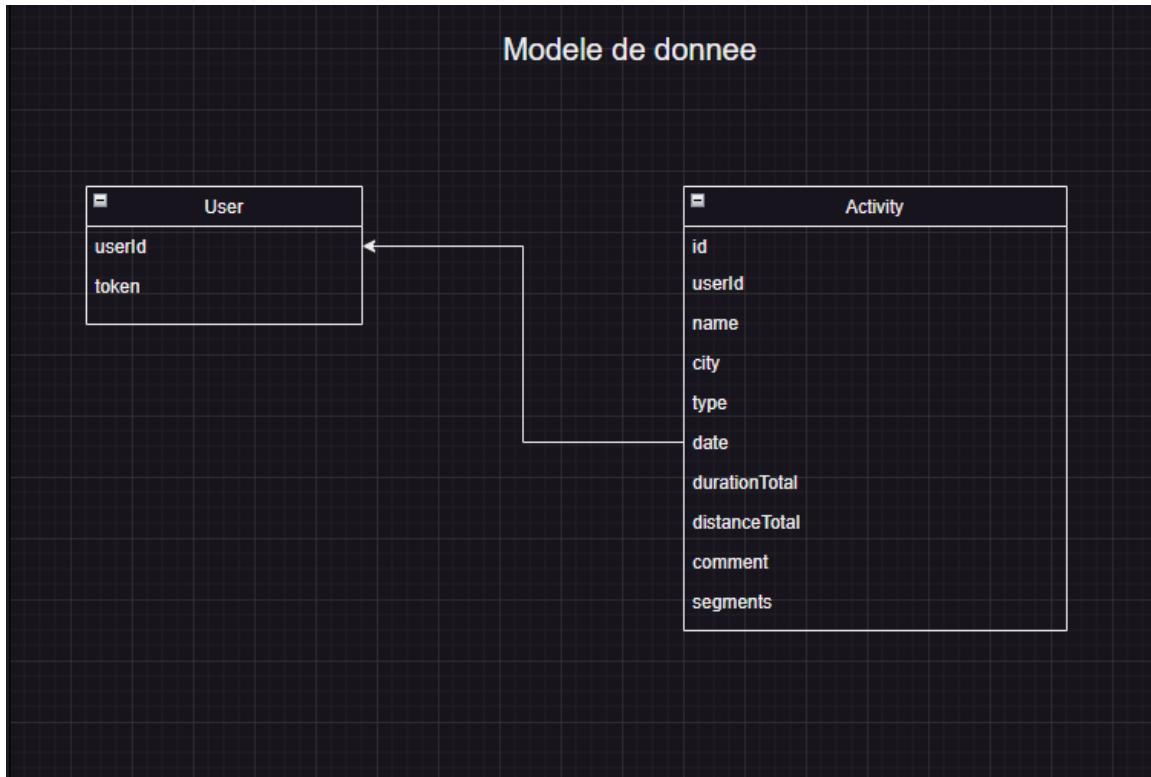 Modele de donnee
User
userId
token
Activity
id
userId
name
city
type
date
durationTotal
distanceTotal
comment
segments